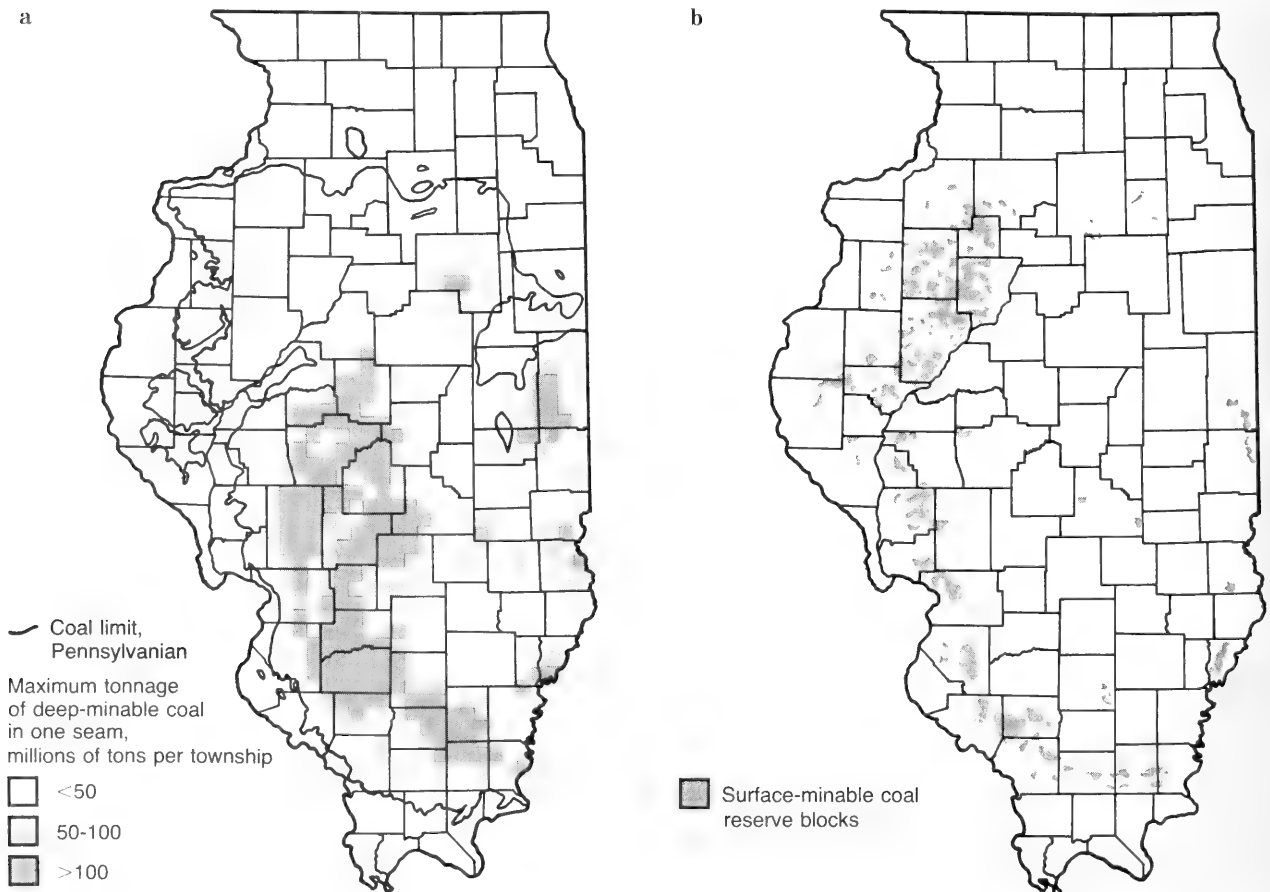 a
b
Coal limit,
Pennsylvanian
Maximum tonnage
of deep-minable coal
in one seam,
millions of tons per township
<50
50-100
>100
Surface-minable coal
reserve blocks